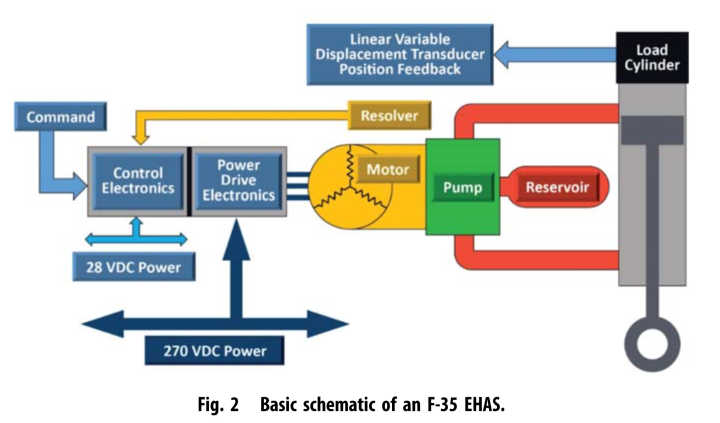 Linear Variable
Displacement Transducer
Position Feedback
Load
Cylinder
Command
Resolver
Control
Electronics
Power
Drive
Electronics
Motor
Pump
Reservoir
28 VDC Power
270 VDC Power
Fig. 2 Basic schematic of an F-35 EHAS.